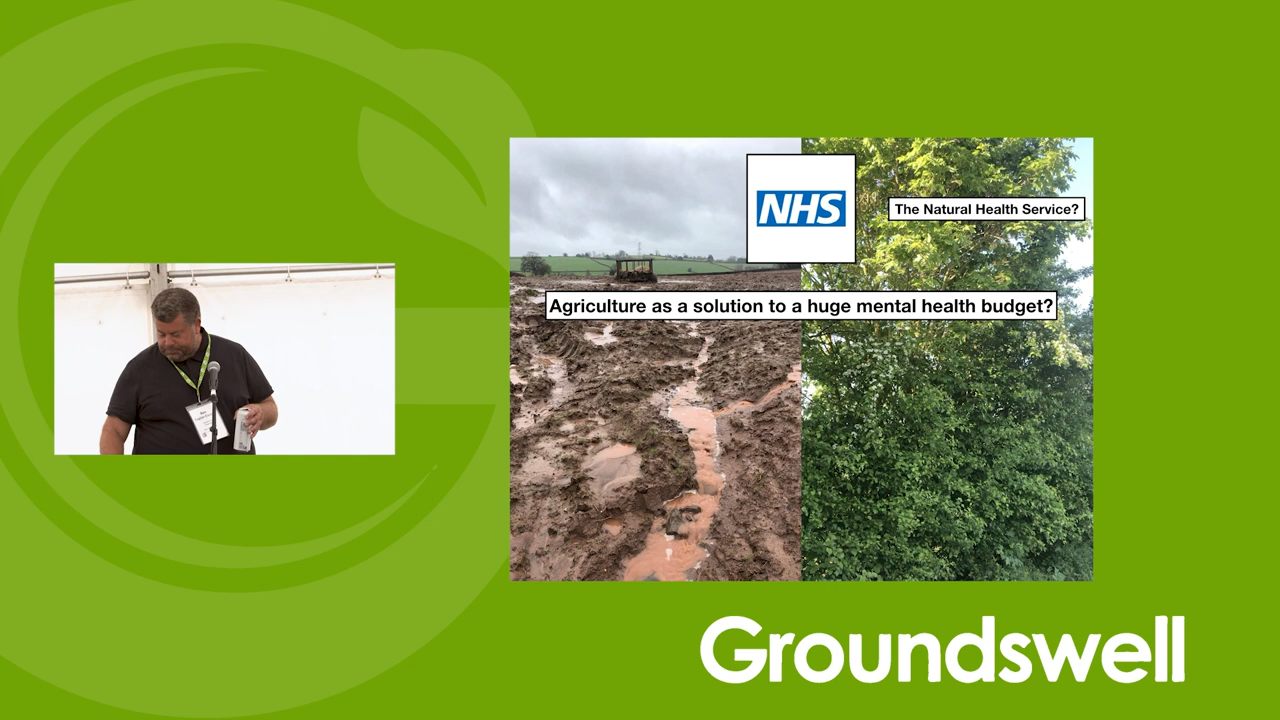 NHS
The Natural Health Service?
Agriculture as a solution to a huge mental health budget?
Groundswell